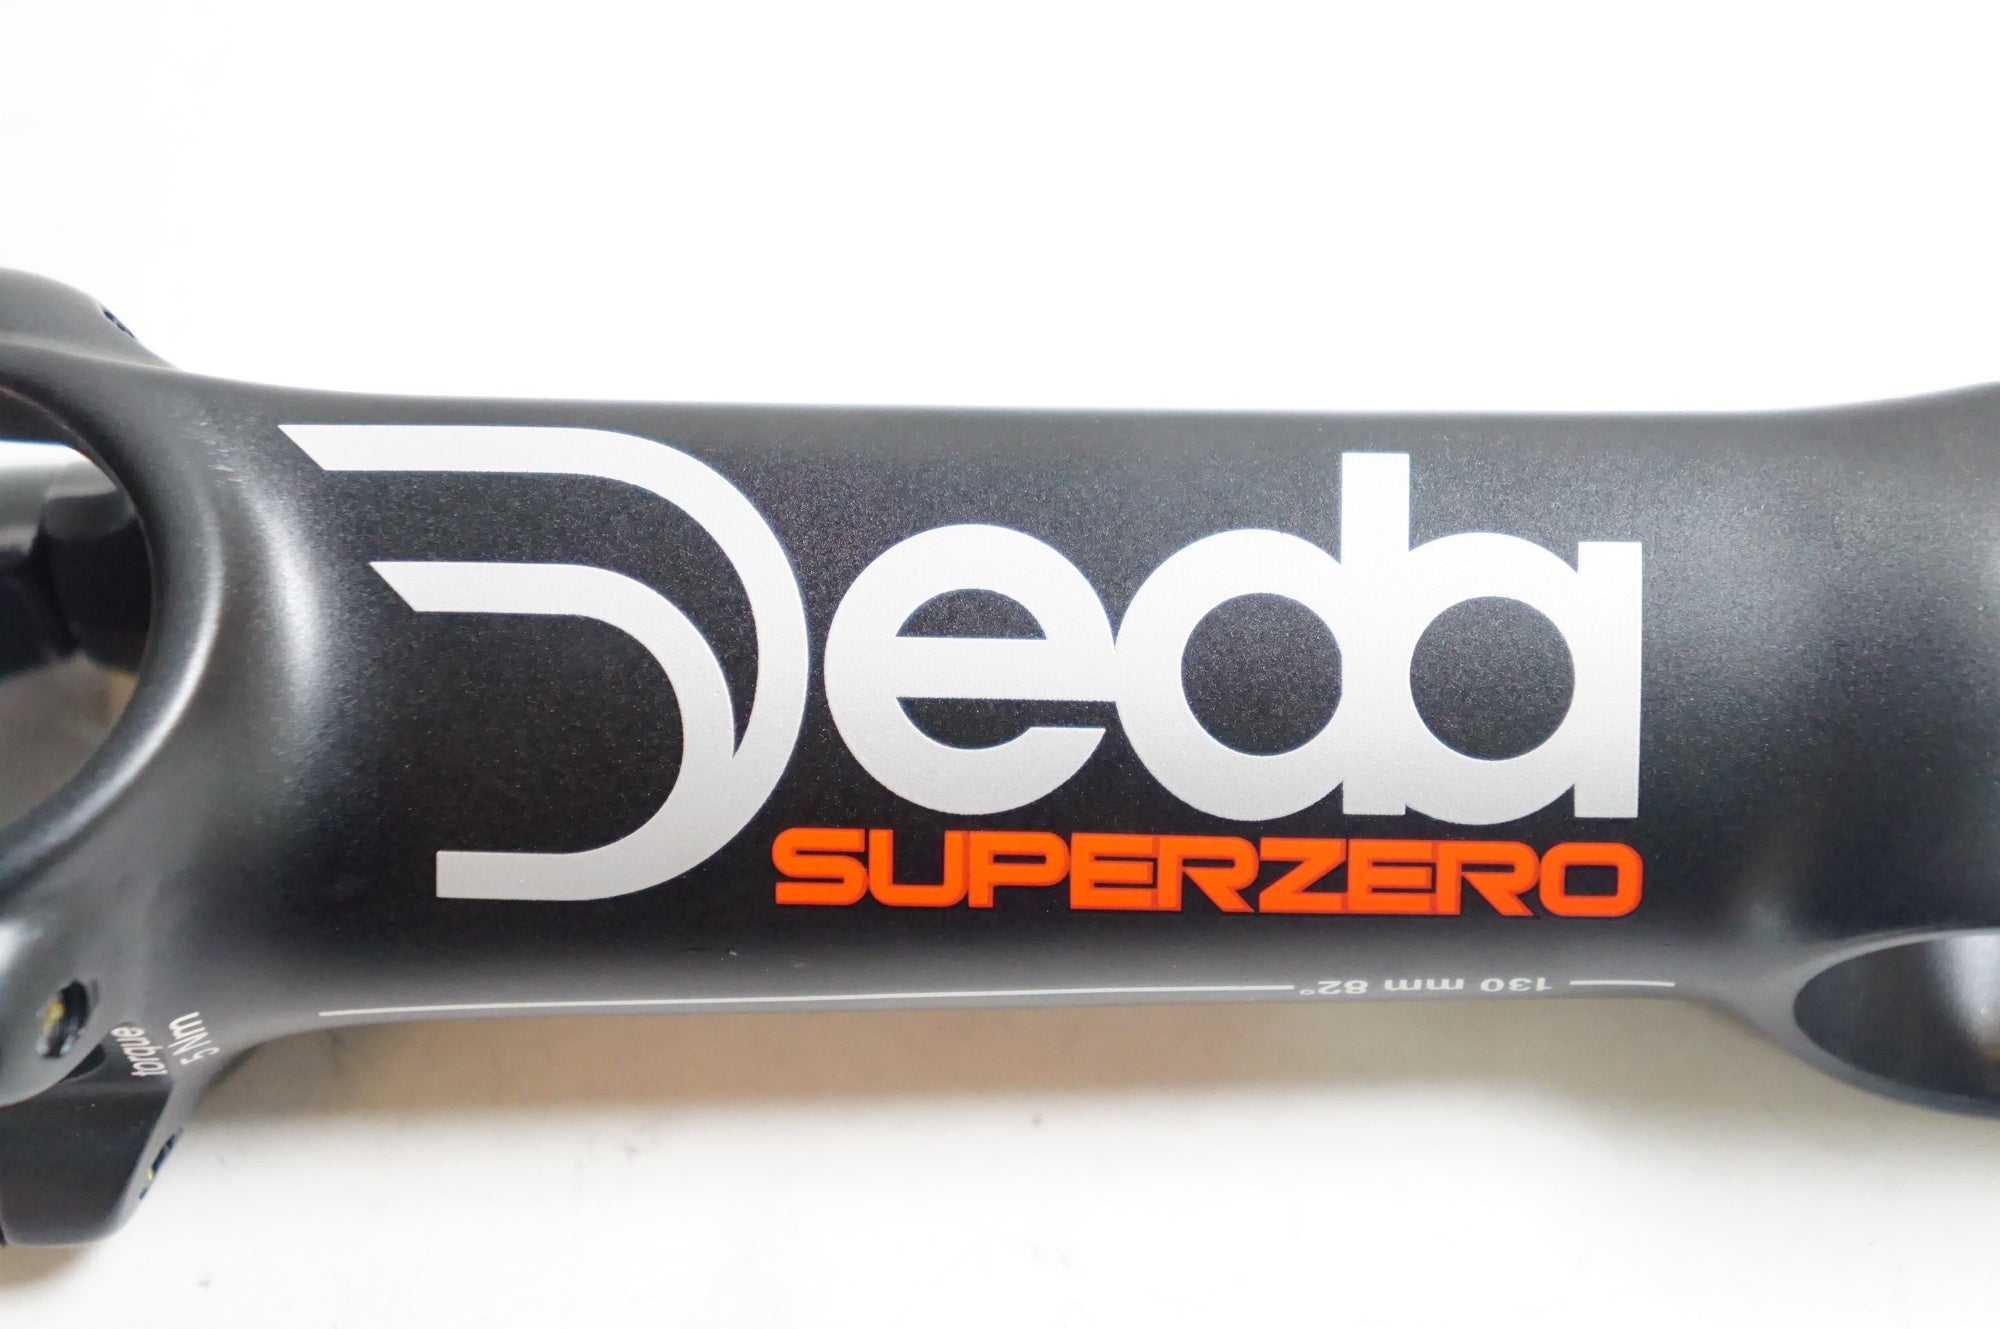 Deda
SUPERZERO
130 mm 82°
torque
5 Nm